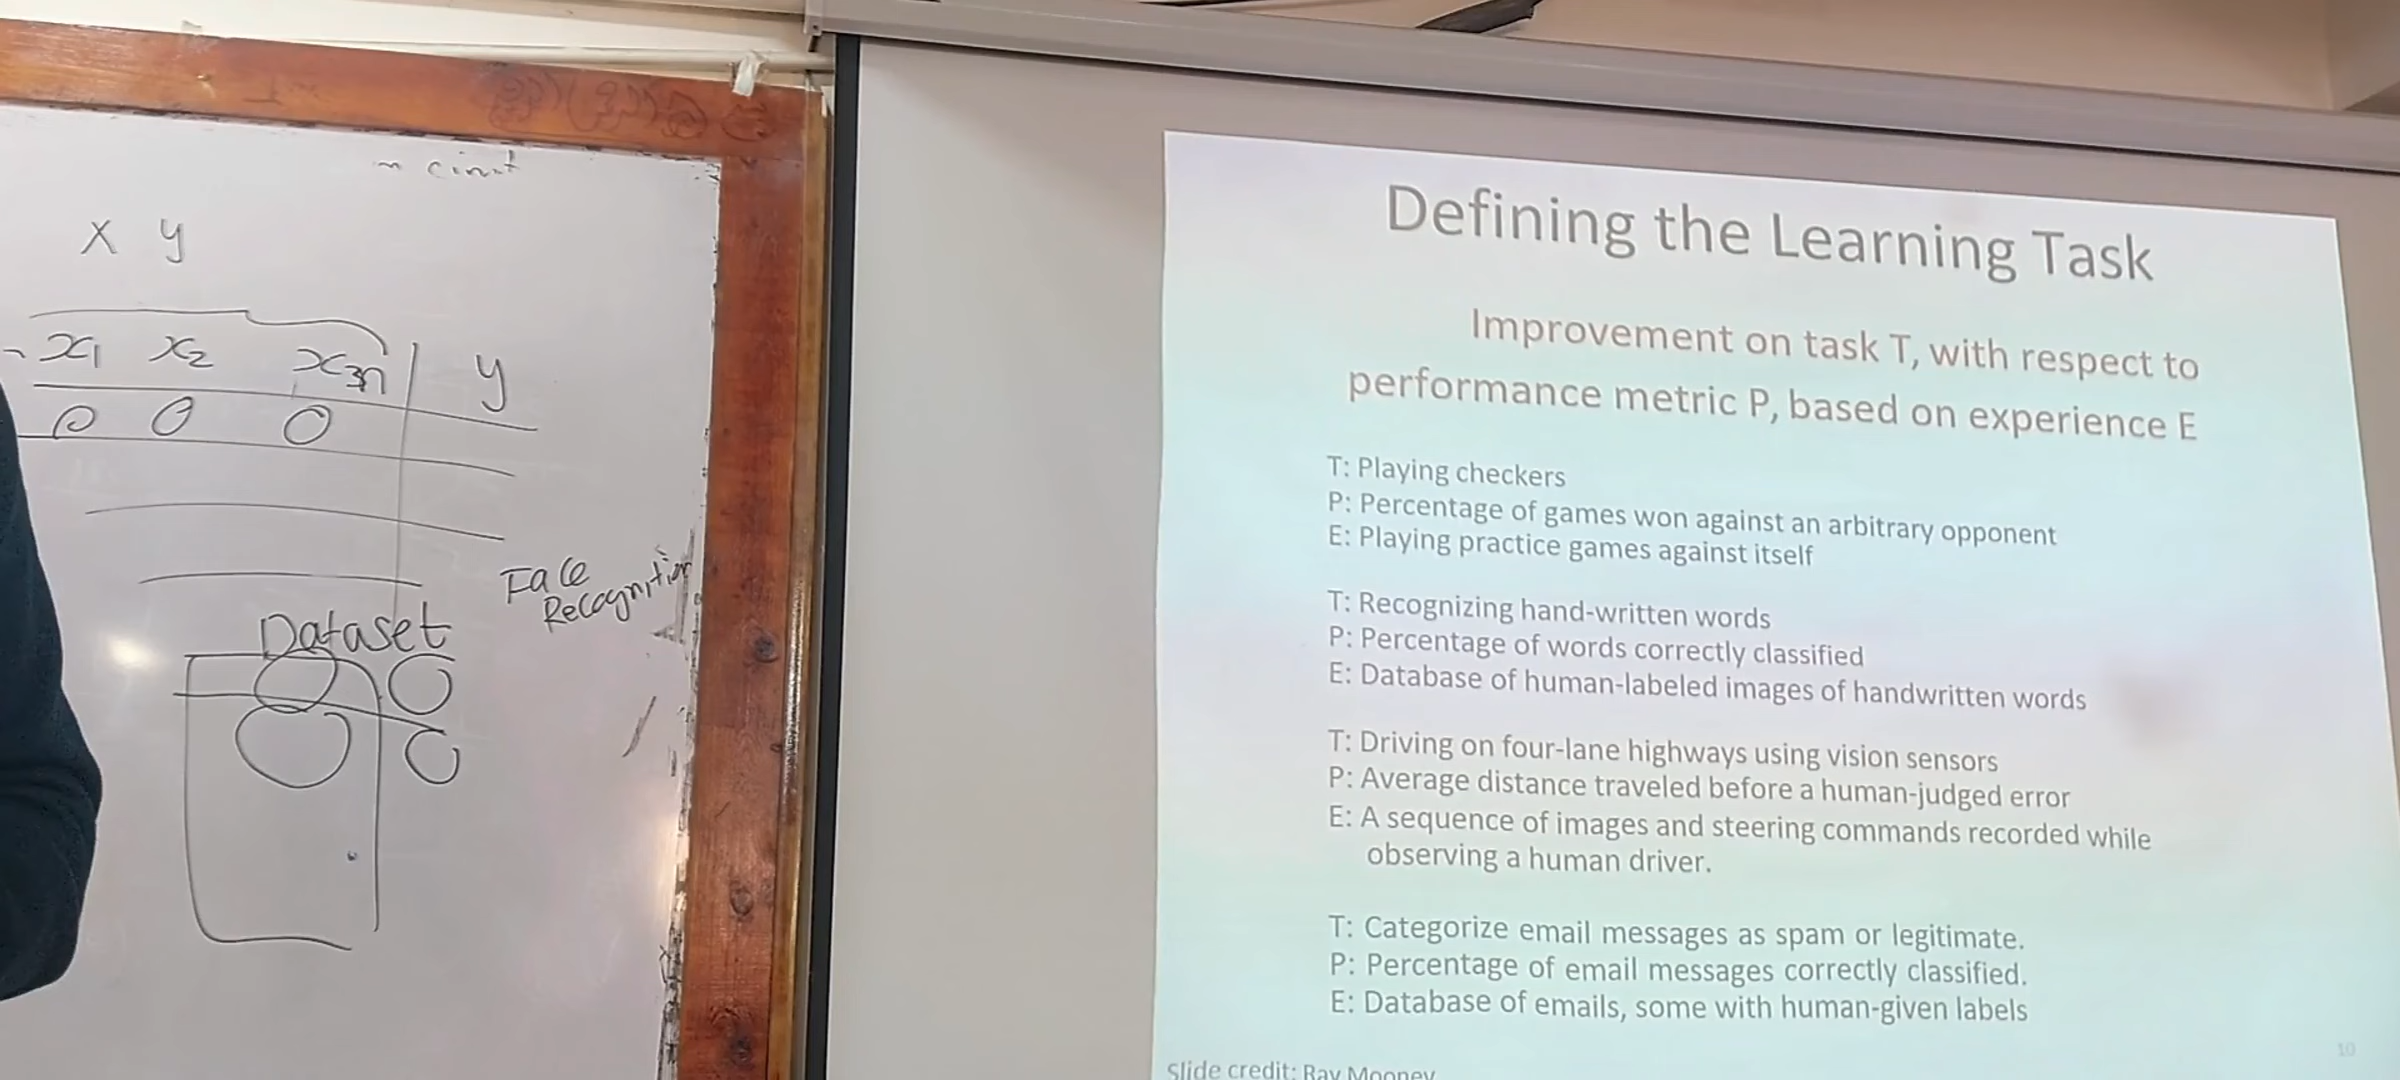 X y
x1 x2 x3n y
0 0 0
Face
Recognition
Dataset
Defining the Learning Task
Improvement on task T, with respect to
performance metric P, based on experience E
T: Playing checkers
P: Percentage of games won against an arbitrary opponent
E: Playing practice games against itself
T: Recognizing hand-written words
P: Percentage of words correctly classified
E: Database of human-labeled images of handwritten words
T: Driving on four-lane highways using vision sensors
P: Average distance traveled before a human-judged error
E: A sequence of images and steering commands recorded while
observing a human driver.
T: Categorize email messages as spam or legitimate.
P: Percentage of email messages correctly classified.
E: Database of emails, some with human-given labels
10
Slide credit: Ray Mooney